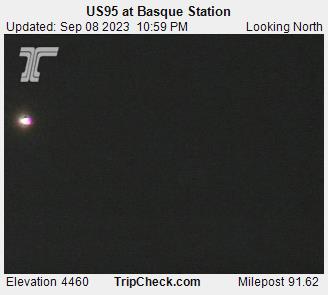 US95 at Basque Station
Updated: Sep 08 2023 10:59 PM Looking North
Elevation 4460 TripCheck.com Milepost 91.62